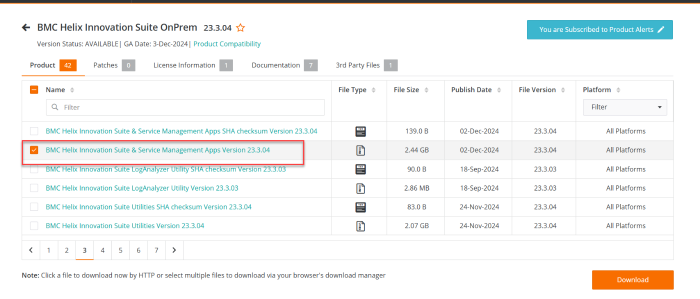 BMC Helix Innovation Suite OnPrem 23.3.04
You are Subscribed to Product Alerts
Version Status: AVAILABLE| GA Date: 3-Dec-2024| Product Compatibility
Product 42 Patches 0 License Information 1 Documentation 7 3rd Party Files 1
Name File Type File Size Publish Date File Version Platform
Filter Filter
BMC Helix Innovation Suite & Service Management Apps SHA checksum Version 23.3.04 139.0 B 02-Dec-2024 23.3.04 All Platforms
BMC Helix Innovation Suite & Service Management Apps Version 23.3.04 2.44 GB 02-Dec-2024 23.3.04 All Platforms
BMC Helix Innovation Suite LogAnalyzer Utility SHA checksum Version 23.3.03 90.0 B 18-Sep-2024 23.3.03 All Platforms
BMC Helix Innovation Suite LogAnalyzer Utility Version 23.3.03 2.86 MB 18-Sep-2024 23.3.03 All Platforms
BMC Helix Innovation Suite Utilities SHA checksum Version 23.3.04 83.0 B 24-Nov-2024 23.3.04 All Platforms
BMC Helix Innovation Suite Utilities Version 23.3.04 2.07 GB 24-Nov-2024 23.3.04 All Platforms
1 2 3 4 5 6 7
Note: Click a file to download now by HTTP or select multiple files to download via your browser's download manager
Download